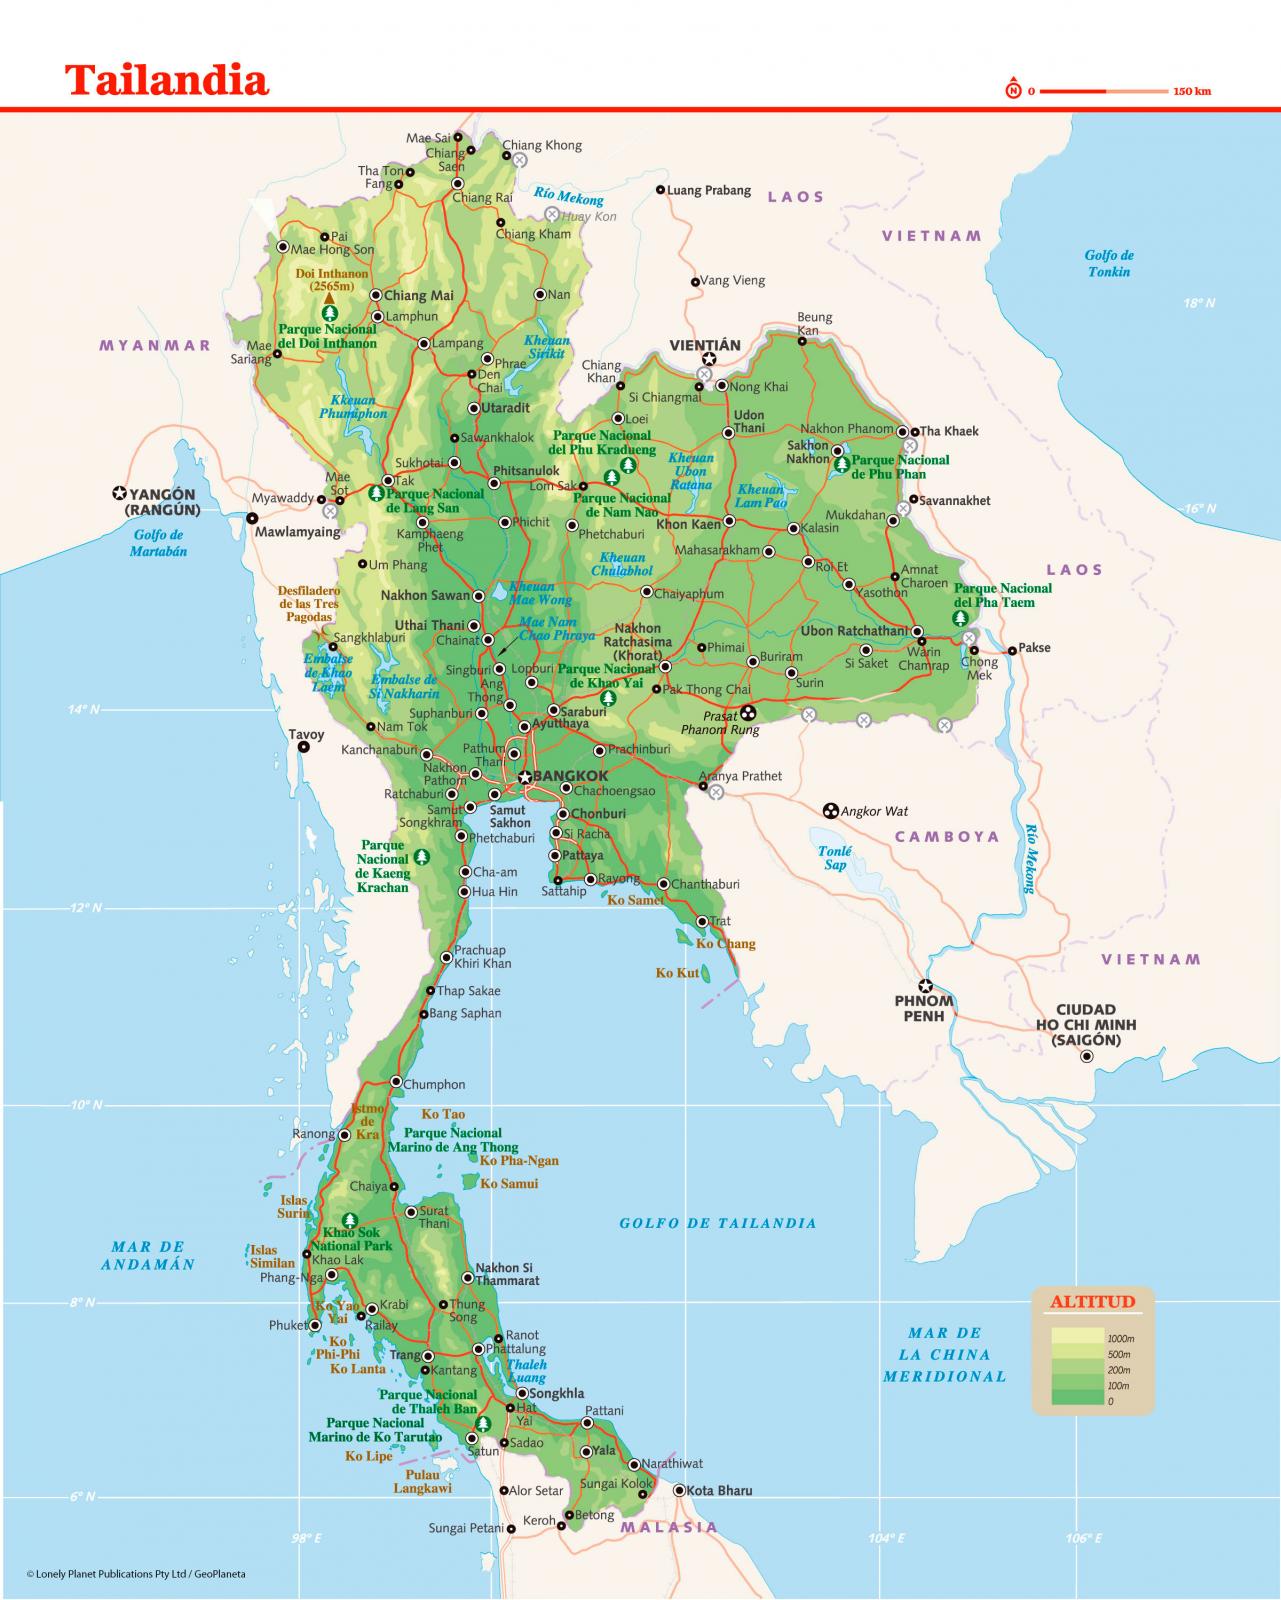 Tailandia
N
0
150 km
Mae Sai
Chiang
Saen
Chiang Khong
Tha Ton
Fang
Chiang Rai
Río Mekong
Huay Kon
Luang Prabang
LAOS
VIETNAM
Golfo de
Tonkin
Chiang Kham
Pai
Mae Hong Son
Doi Inthanon
(2565m)
Parque Nacional
del Doi Inthanon
Chiang Mai
Lamphun
Nan
Vang Vieng
18° N
MYANMAR
Mae
Sariang
Lampang
Phrae
Den
Chai
Kheuan
Sirikit
VIENTIÁN
Beung
Kan
Chiang
Khan
Si Chiangmai
Nong Khai
Kkeuan
Phumiphon
Utaradit
Loei
Udon
Thani
Nakhon Phanom
Tha Khaek
Sawankhalok
Parque Nacional
del Phu Kradueng
Sakhon
Nakhon
Parque Nacional
de Phu Phan
Sukhotai
Phitsanulok
Lom Sak
Kheuan
Ubon
Ratana
Kheuan
Lam Pao
Tak
Mae
Sot
Myawaddy
Parque Nacional
de Lang San
Parque Nacional
de Nam Nao
YANGÓN
(RANGÚN)
Golfo de
Martabán
Mawlamyaing
Savannakhet
16° N
Kamphaeng
Phet
Phichit
Phetchaburi
Khon Kaen
Kalasin
Mukdahan
Mahasarakham
Roi Et
Um Phang
Kheuan
Chulabhol
Amnat
Charoen
LAOS
Yasothon
Parque Nacional
del Pha Taem
Desfiladero
de las Tres
Pagodas
Nakhon Sawan
Kheuan
Mae Wong
Chaiyaphum
Uthai Thani
Chainat
Mae Nam
Chao Phraya
Nakhon
Ratchasima
(Khorat)
Phimai
Ubon Ratchathani
Warin
Chamrap
Chong
Mek
Pakse
Sangkhlaburi
Embalse
de Khao
Laem
Embalse de
Si Nakharin
Singburi
Lopburi
Ang
Thong
Parque Nacional
de Khao Yai
Buriram
Surin
Si Saket
Pak Thong Chai
14° N
Suphanburi
Saraburi
Ayutthaya
Prasat
Phanom Rung
Nam Tok
Tavoy
Kanchanaburi
Pathum
Thani
Prachinburi
Nakhon
Pathom
BANGKOK
Aranya Prathet
Ratchaburi
Chachoengsao
Samut
Songkhram
Samut
Sakhon
Chonburi
Angkor Wat
CAMBOYA
Phetchaburi
Si Racha
Parque
Nacional
de Kaeng
Krachan
Pattaya
Tonlé
Sap
Río Mekong
Cha-am
Hua Hin
Sattahip
Rayong
Chanthaburi
Ko Samet
12° N
Trat
Ko Chang
Ko Kut
Prachuap
Khiri Khan
VIETNAM
Thap Sakae
Bang Saphan
PHNOM
PENH
CIUDAD
HO CHI MINH
(SAIGÓN)
Chumphon
10° N
Istmo
de
Kra
Ko Tao
Ranong
Parque Nacional
Marino de Ang Thong
Ko Pha-Ngan
Ko Samui
Chaiya
Islas
Surin
Surat
Thani
Khao Sok
National Park
GOLFO DE TAILANDIA
MAR DE
ANDAMÁN
Islas
Similan
Khao Lak
Phang-Nga
Nakhon Si
Thammarat
8° N
Ko Yao
Yai
Krabi
Railay
Thung
Song
Phuket
Ko
Phi-Phi
Ko Lanta
Ranot
Phattalung
Trang
Kantang
Thaleh
Luang
Parque Nacional
de Thaleh Ban
Songkhla
Hat
Yai
Pattani
Parque Nacional
Marino de Ko Tarutao
Ko Lipe
Satun
Sadao
Yala
Narathiwat
Pulau
Langkawi
Sungai Kolok
Alor Setar
Kota Bharu
6° N
Betong
Keroh
Sungai Petani
MALASIA
ALTITUD
1000m
500m
200m
100m
0
MAR DE
LA CHINA
MERIDIONAL
98° E
104° E
106° E
© Lonely Planet Publications Pty Ltd / GeoPlaneta